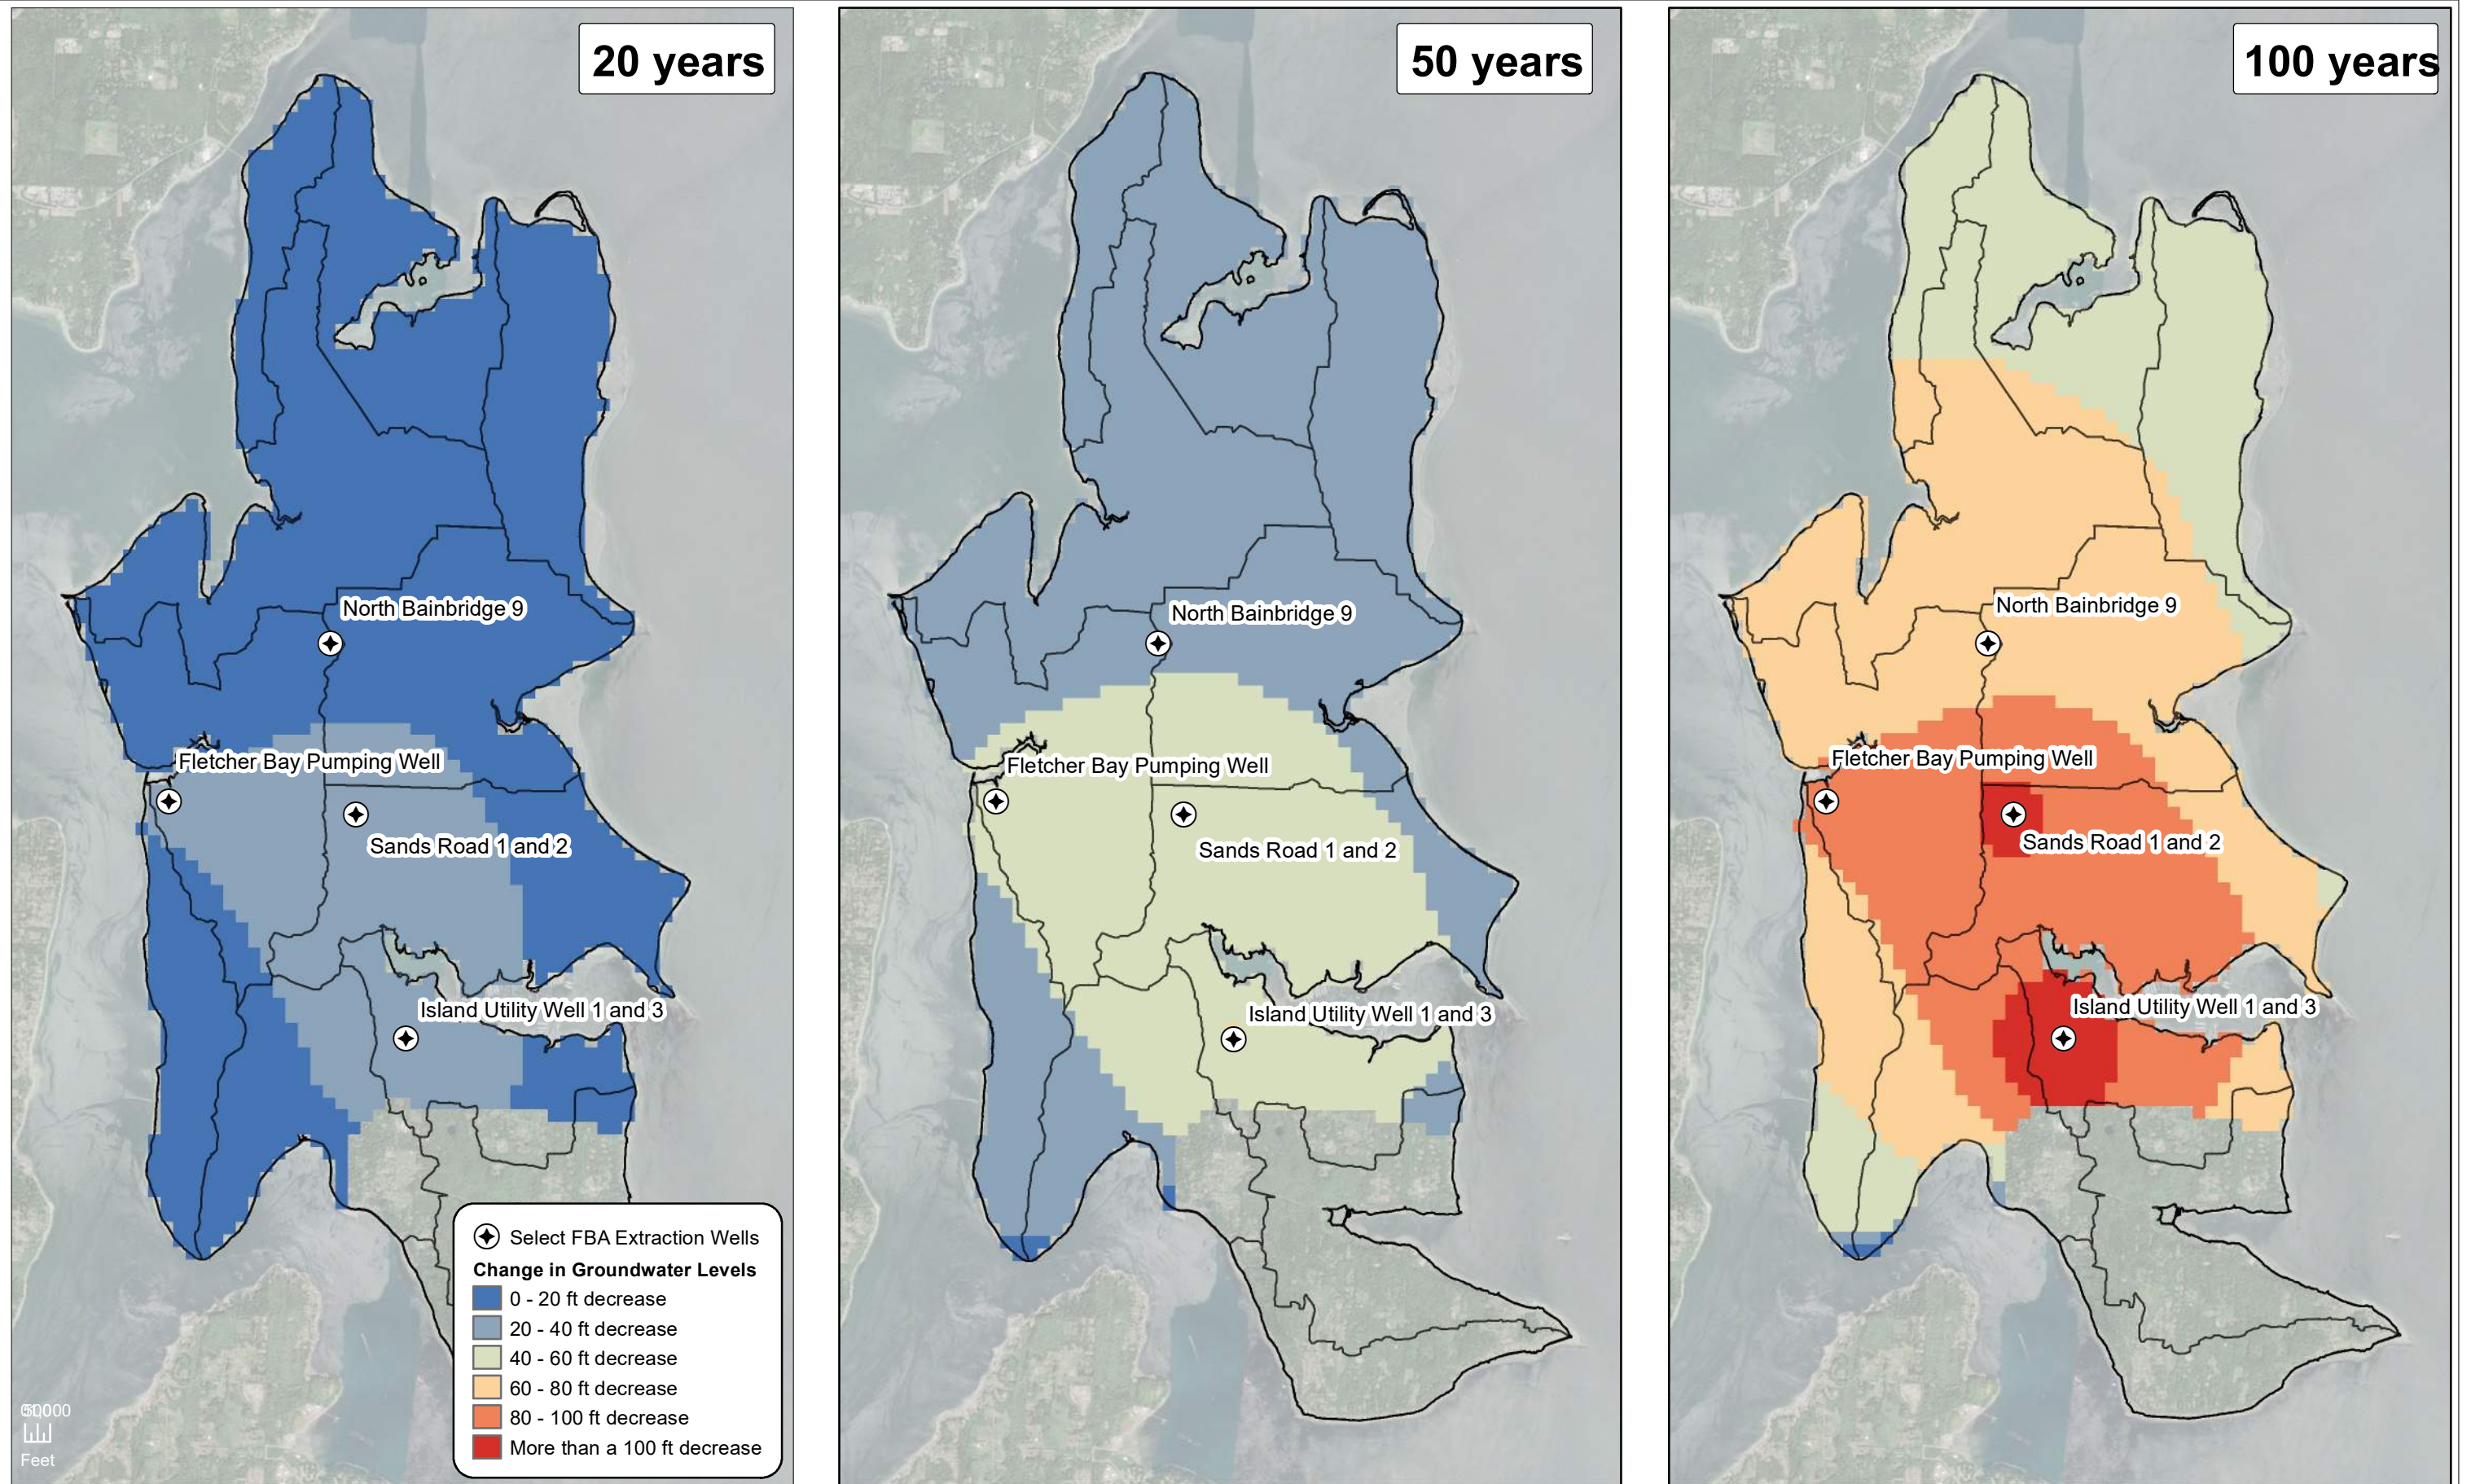 20 years
North Bainbridge 9
Fletcher Bay Pumping Well
Sands Road 1 and 2
Island Utility Well 1 and 3
Select FBA Extraction Wells
Change in Groundwater Levels
0 - 20 ft decrease
20 - 40 ft decrease
40 - 60 ft decrease
60 - 80 ft decrease
80 - 100 ft decrease
More than a 100 ft decrease
Feet
50 years
North Bainbridge 9
Fletcher Bay Pumping Well
Sands Road 1 and 2
Island Utility Well 1 and 3
100 years
North Bainbridge 9
Fletcher Bay Pumping Well
Sands Road 1 and 2
Island Utility Well 1 and 3